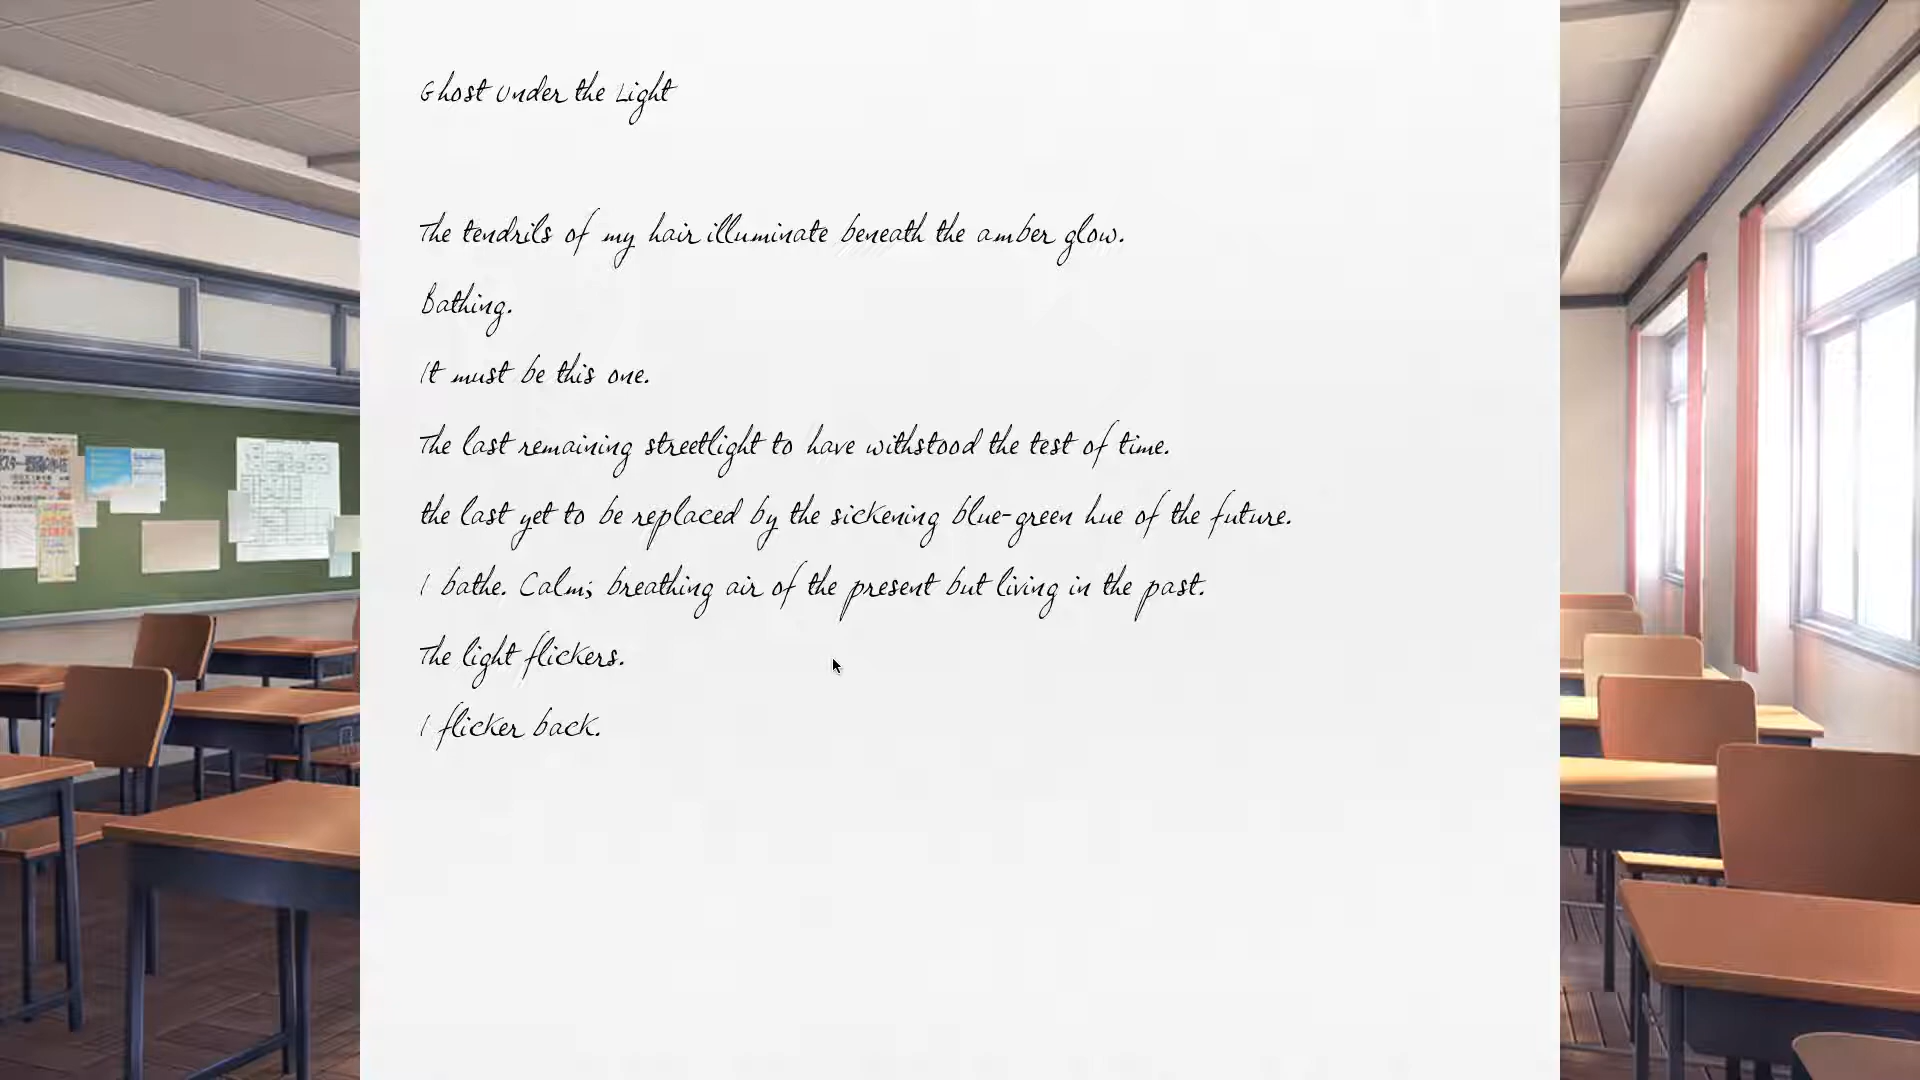 Ghost Under the Light
The tendrils of my hair illuminate beneath the amber glow.
Bathing.
It must be this one.
The last remaining streetlight to have withstood the test of time.
the last yet to be replaced by the sickening blue-green hue of the future.
I bathe. Calm; breathing air of the present but living in the past.
The light flickers.
I flicker back.